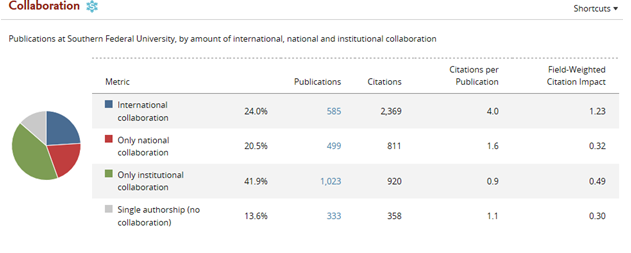 Collaboration
Shortcuts
Publications at Southern Federal University, by amount of international, national and institutional collaboration
Metric Publications Citations Citations per Publication Field-Weighted Citation Impact
International collaboration 24.0% 585 2,369 4.0 1.23
Only national collaboration 20.5% 499 811 1.6 0.32
Only institutional collaboration 41.9% 1,023 920 0.9 0.49
Single authorship (no collaboration) 13.6% 333 358 1.1 0.30